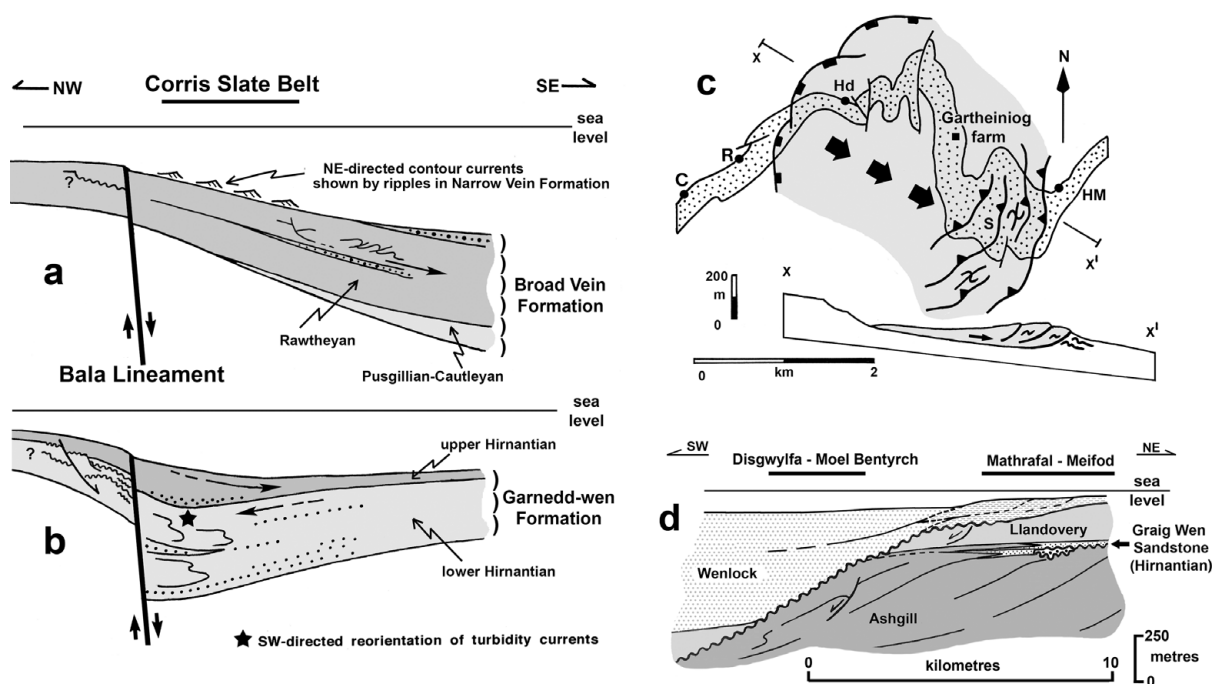 NW
Corris Slate Belt
SE
sea
level
NE-directed contour currents
shown by ripples in Narrow Vein Formation
?
a
Broad Vein
Formation
Rawtheyan
Pusgillian-Cautleyan
Bala Lineament
sea
level
?
upper Hirnantian
Garnedd-wen
Formation
b
lower Hirnantian
SW-directed reorientation of turbidity currents
c
X
N
Hd
Gartheiniog
farm
R
C
HM
S
X'
200
m
0
X
X'
0
km
2
SW
Disgwylfa - Moel Bentyrch
Mathrafal - Meifod
NE
sea
level
d
Llandovery
Graig Wen
Sandstone
(Hirnantian)
Wenlock
Ashgill
250
metres
0
0
kilometres
10